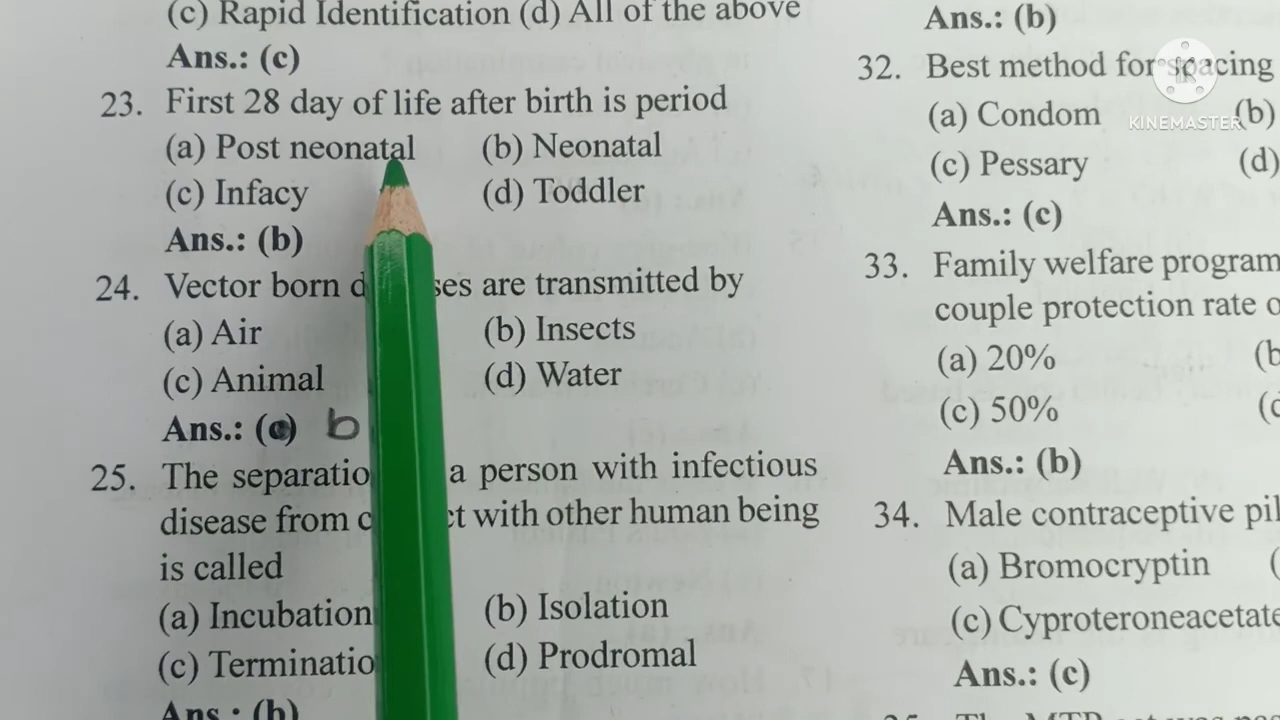 (c) Rapid Identification (d) All of the above
Ans.: (c)
23. First 28 day of life after birth is period
(a) Post neonatal (b) Neonatal
(c) Infacy (d) Toddler
Ans.: (b)
24. Vector born d ses are transmitted by
(a) Air (b) Insects
(c) Animal (d) Water
Ans.: (c) b
25. The separatio a person with infectious
disease from c ct with other human being
is called
(a) Incubation (b) Isolation
(c) Terminatio (d) Prodromal
Ans.: (b)
Ans.: (b)
32. Best method for spacing
(a) Condom (b)
(c) Pessary (d)
Ans.: (c)
33. Family welfare program
couple protection rate o
(a) 20% (b
(c) 50%
Ans.: (b)
34. Male contraceptive pil
(a) Bromocryptin (
(c) Cyproteroneacetate
Ans.: (c)
KINEMASTER